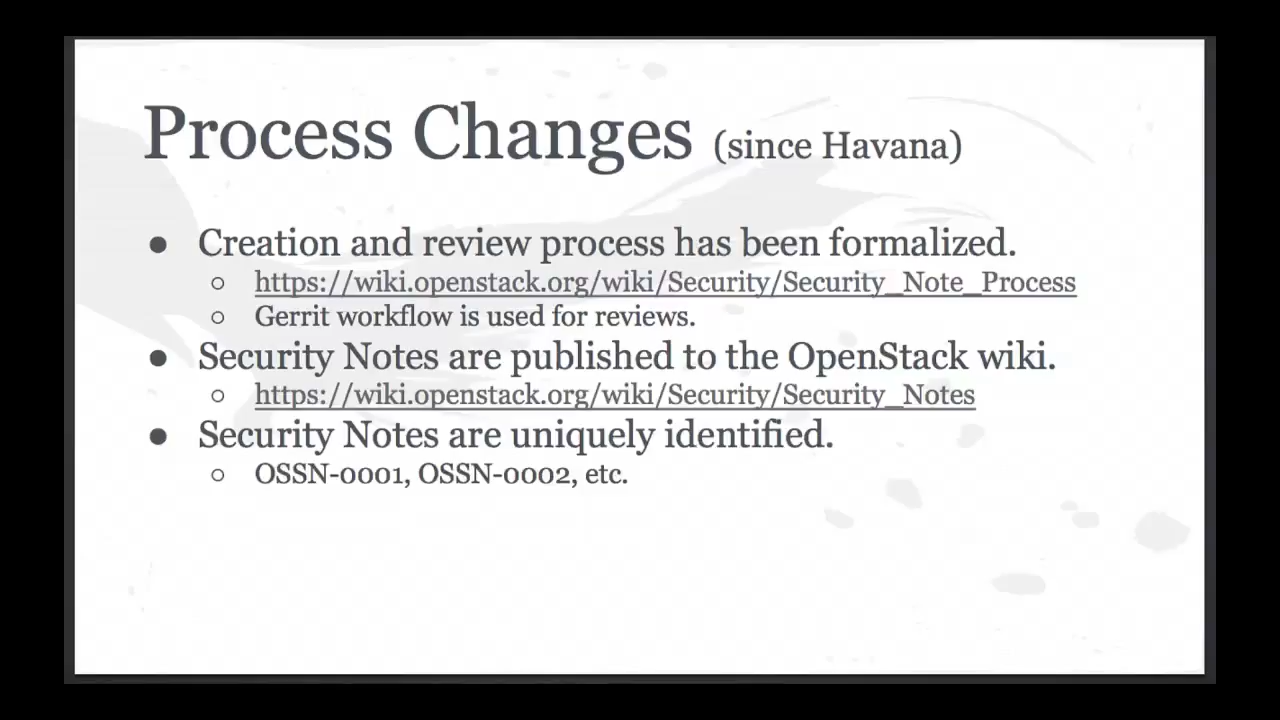 Process Changes (since Havana)
● Creation and review process has been formalized.
○ https://wiki.openstack.org/wiki/Security/Security_Note_Process
○ Gerrit workflow is used for reviews.
● Security Notes are published to the OpenStack wiki.
○ https://wiki.openstack.org/wiki/Security/Security_Notes
● Security Notes are uniquely identified.
○ OSSN-0001, OSSN-0002, etc.